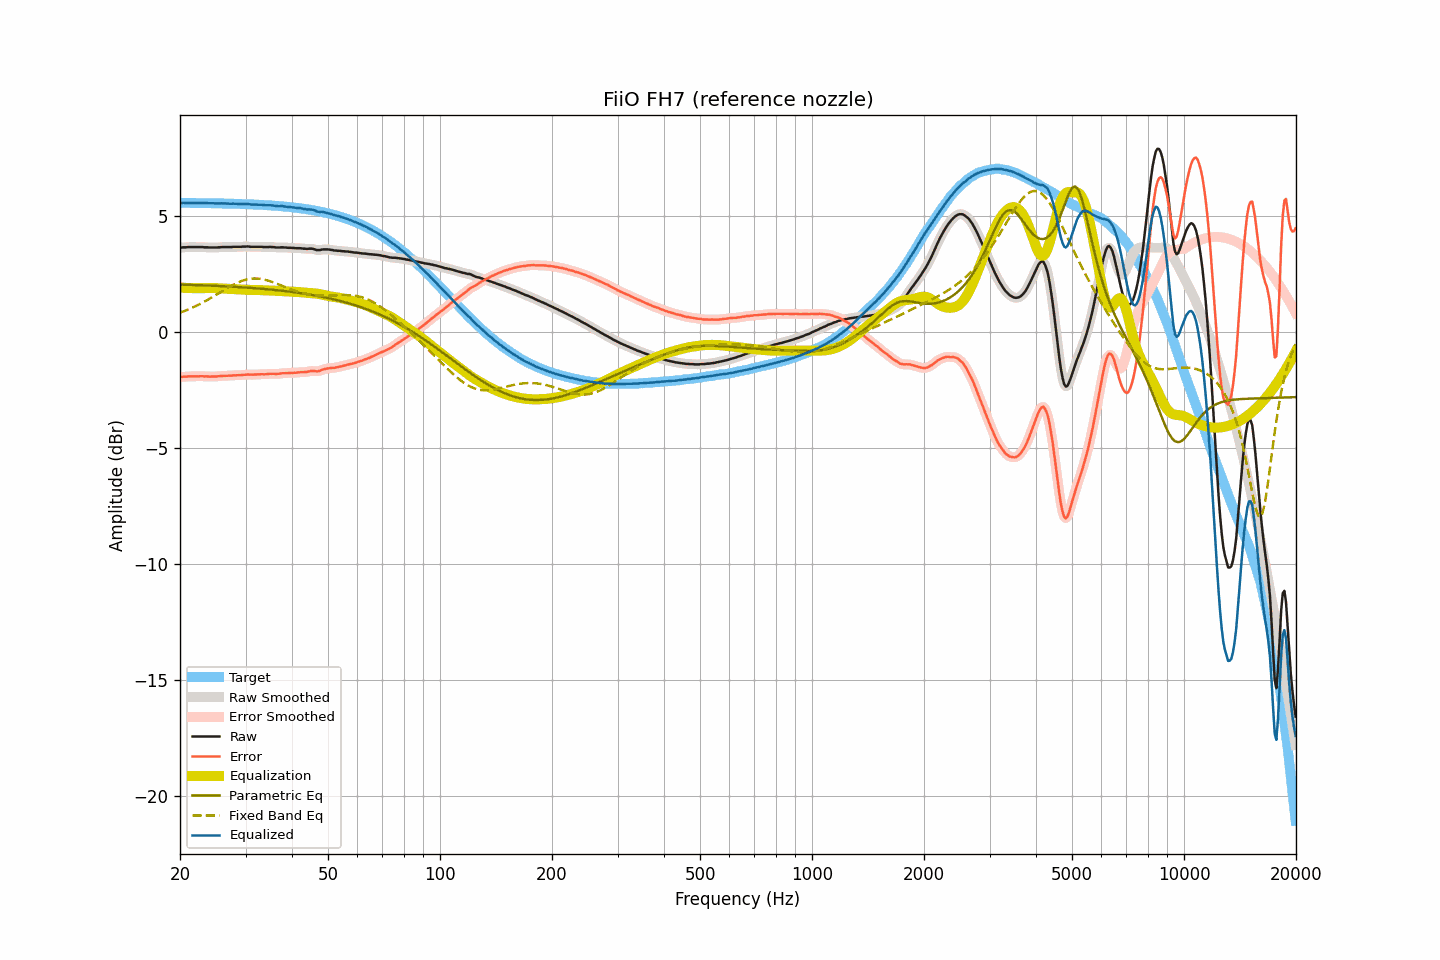 FiiO FH7 (reference nozzle)
Amplitude (dBr)
5
0
−5
−10
−15
−20
Target
Raw Smoothed
Error Smoothed
Raw
Error
Equalization
Parametric Eq
Fixed Band Eq
Equalized
20 50 100 200 500 1000 2000 5000 10000 20000
Frequency (Hz)